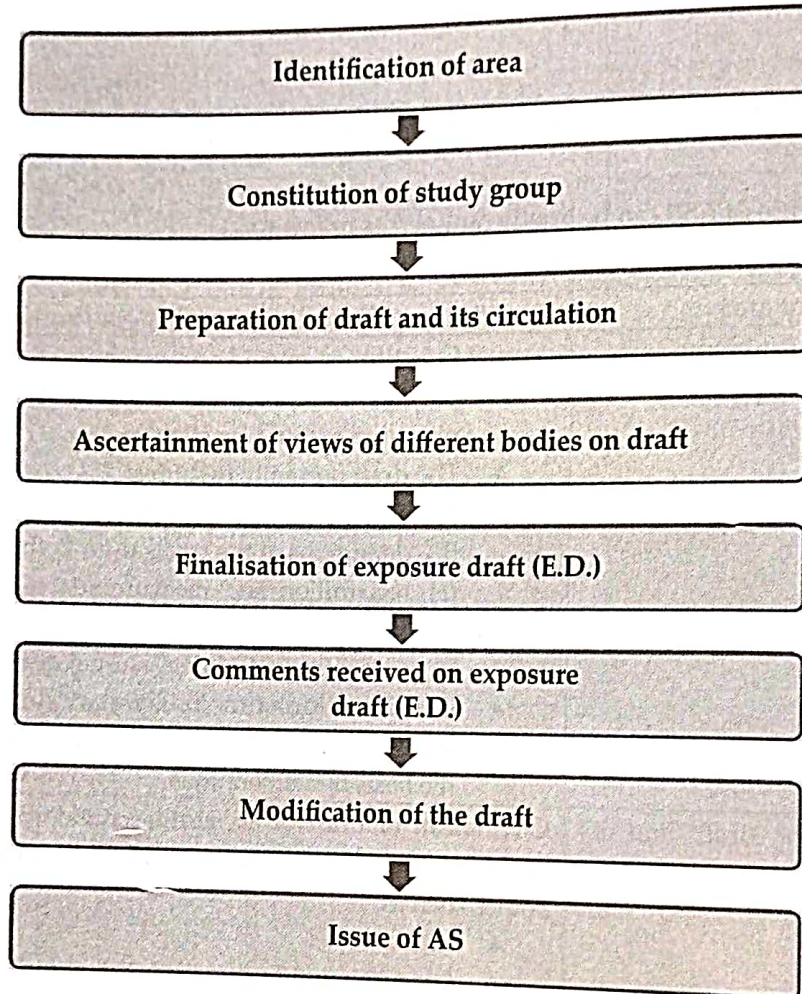 Identification of area
Constitution of study group
Preparation of draft and its circulation
Ascertainment of views of different bodies on draft
Finalisation of exposure draft (E.D.)
Comments received on exposure
draft (E.D.)
Modification of the draft
Issue of AS